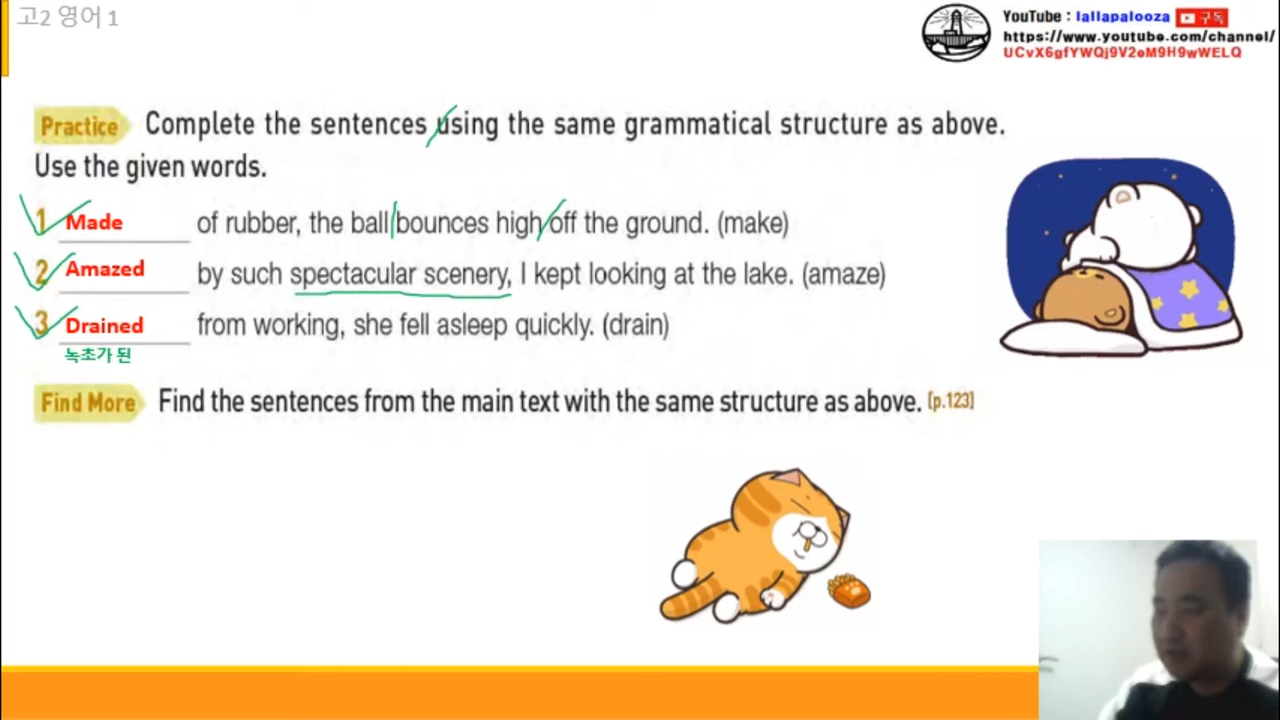 고2 영어 1
YouTube : lallapalooza 구독
https://www.youtube.com/channel/
UCvX6gfYWQj9V2eM9H9wWELQ
Practice Complete the sentences using the same grammatical structure as above.
Use the given words.
1 Made of rubber, the ball bounces high off the ground. (make)
2 Amazed by such spectacular scenery, I kept looking at the lake. (amaze)
3 Drained from working, she fell asleep quickly. (drain)
녹초가 된
Find More Find the sentences from the main text with the same structure as above. [p.123]